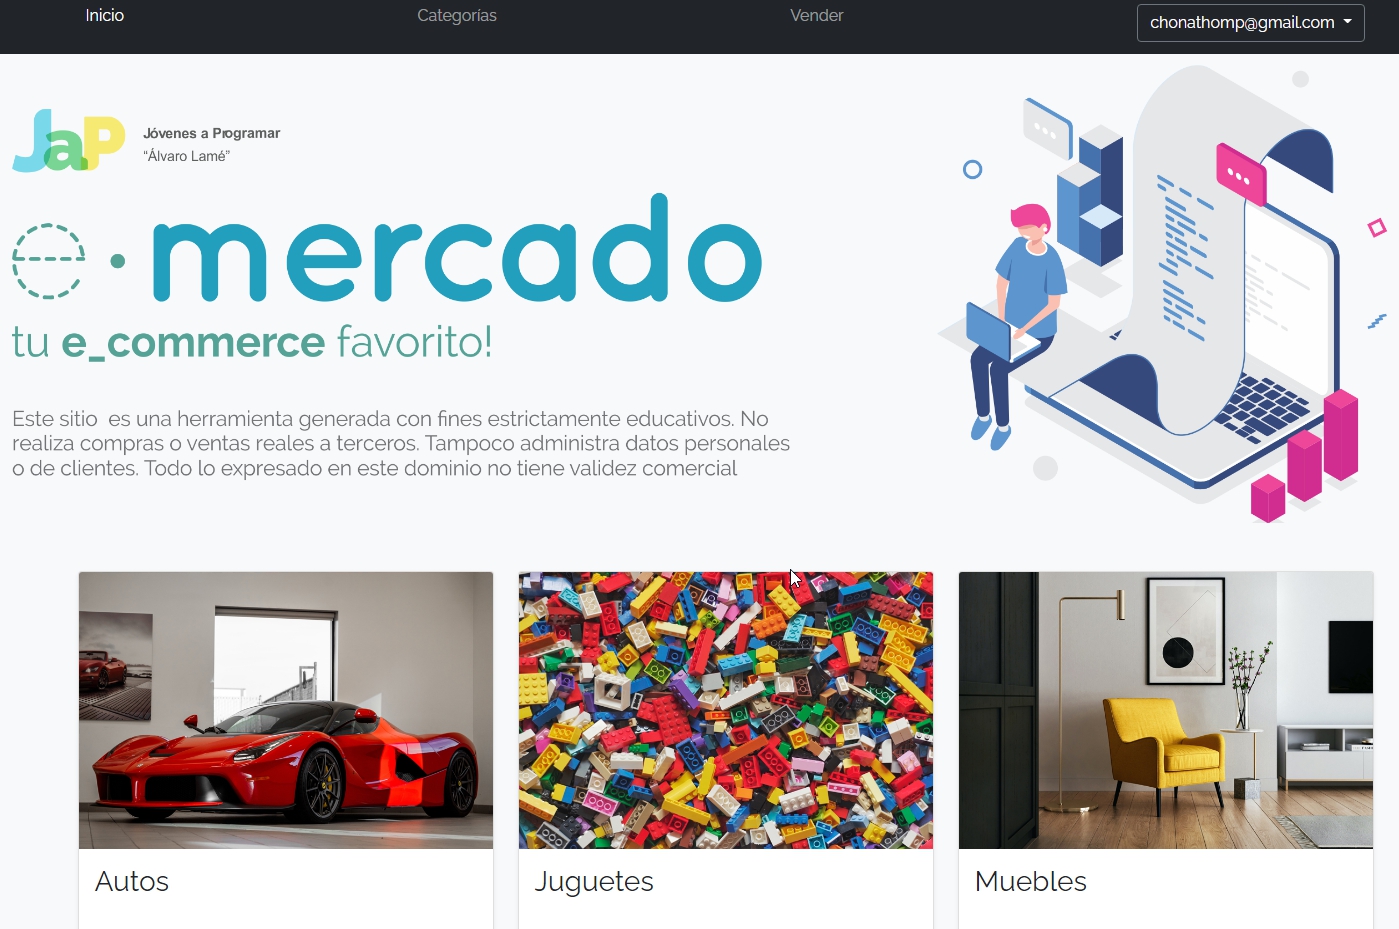 Inicio
Categorías
Vender
chonathomp@gmail.com
JaP
Jóvenes a Programar
“Álvaro Lamé”
e • mercado
tu e_commerce favorito!
Este sitio es una herramienta generada con fines estrictamente educativos. No
realiza compras o ventas reales a terceros. Tampoco administra datos personales
o de clientes. Todo lo expresado en este dominio no tiene validez comercial
Autos
Juguetes
Muebles